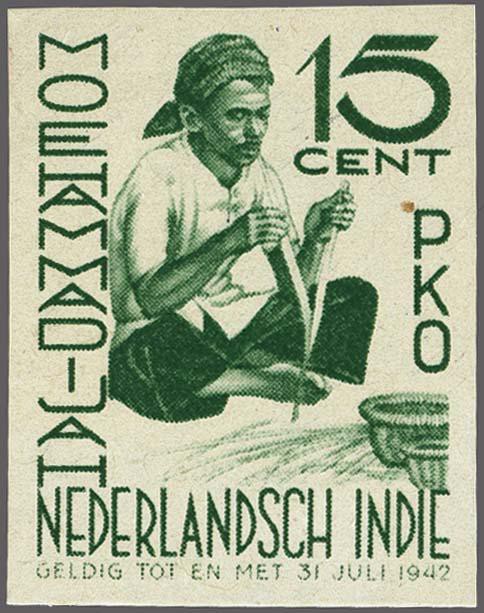 MOEHAMMADIJAH
15
CENT
PKO
NEDERLANDSCH INDIE
GELDIG TOT EN MET 31 JULI 1942